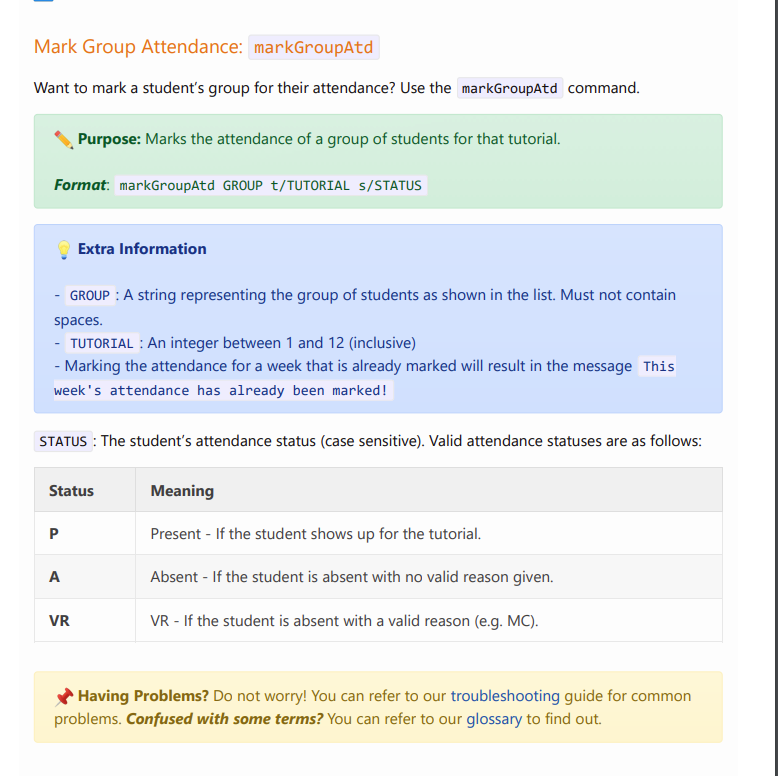 Mark Group Attendance: markGroupAtd
Want to mark a student’s group for their attendance? Use the markGroupAtd command.
Purpose: Marks the attendance of a group of students for that tutorial.
Format: markGroupAtd GROUP t/TUTORIAL s/STATUS
Extra Information
- GROUP : A string representing the group of students as shown in the list. Must not contain
spaces.
- TUTORIAL : An integer between 1 and 12 (inclusive)
- Marking the attendance for a week that is already marked will result in the message This
week's attendance has already been marked!
STATUS : The student’s attendance status (case sensitive). Valid attendance statuses are as follows:
Status Meaning
P Present - If the student shows up for the tutorial.
A Absent - If the student is absent with no valid reason given.
VR VR - If the student is absent with a valid reason (e.g. MC).
Having Problems? Do not worry! You can refer to our troubleshooting guide for common
problems. Confused with some terms? You can refer to our glossary to find out.